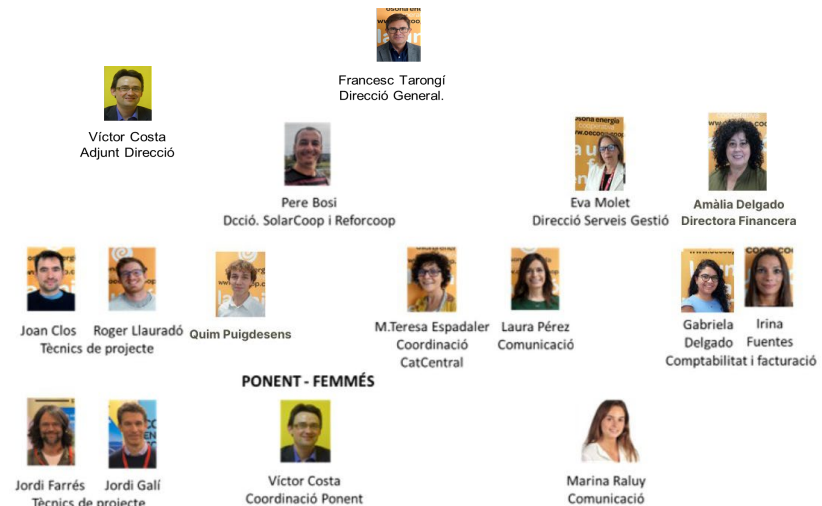 Francesc Tarongí
Direcció General.
Víctor Costa
Adjunt Direcció
Pere Bosi
Dcció. SolarCoop i Reforcoop
Eva Molet
Direcció Serveis Gestió
Amàlia Delgado
Directora Financera
Joan Clos
Roger Llauradó
Tècnics de projecte
Quim Puigdesens
M.Teresa Espadaler
Coordinació
CatCentral
Laura Pérez
Comunicació
Gabriela
Delgado
Irina
Fuentes
Comptabilitat i facturació
PONENT - FEMMÉS
Jordi Farrés
Jordi Galí
Tècnics de projecte
Víctor Costa
Coordinació Ponent
Marina Raluy
Comunicació